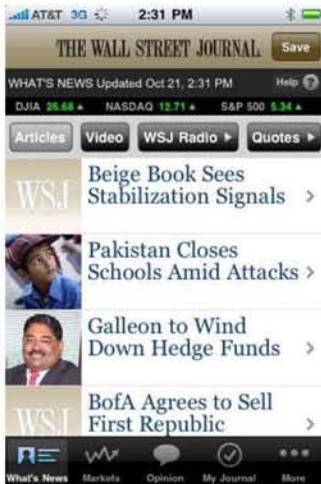 AT&T 3G 2:31 PM
THE WALL STREET JOURNAL. Save
WHAT'S NEWS Updated Oct 21, 2:31 PM Help ?
DJIA 26.68 ▲ NASDAQ 12.71 ▲ S&P 500 5.34 ▲
Articles Video WSJ Radio ▶ Quotes ▶
WSJ
Beige Book Sees
Stabilization Signals >
Pakistan Closes
Schools Amid Attacks >
Galleon to Wind
Down Hedge Funds >
WSJ
BofA Agrees to Sell
First Republic >
What's News Markets Opinion My Journal More